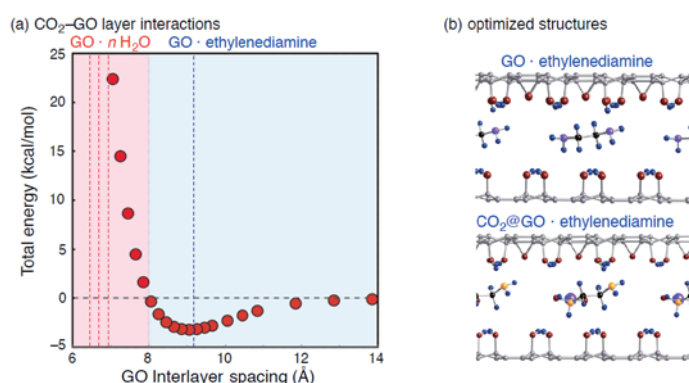 (a) CO₂–GO layer interactions
GO · n H₂O
GO · ethylenediamine
Total energy (kcal/mol)
25
20
15
10
5
0
−5
6
8
10
12
14
GO Interlayer spacing (Å)
(b) optimized structures
GO · ethylenediamine
CO₂@GO · ethylenediamine